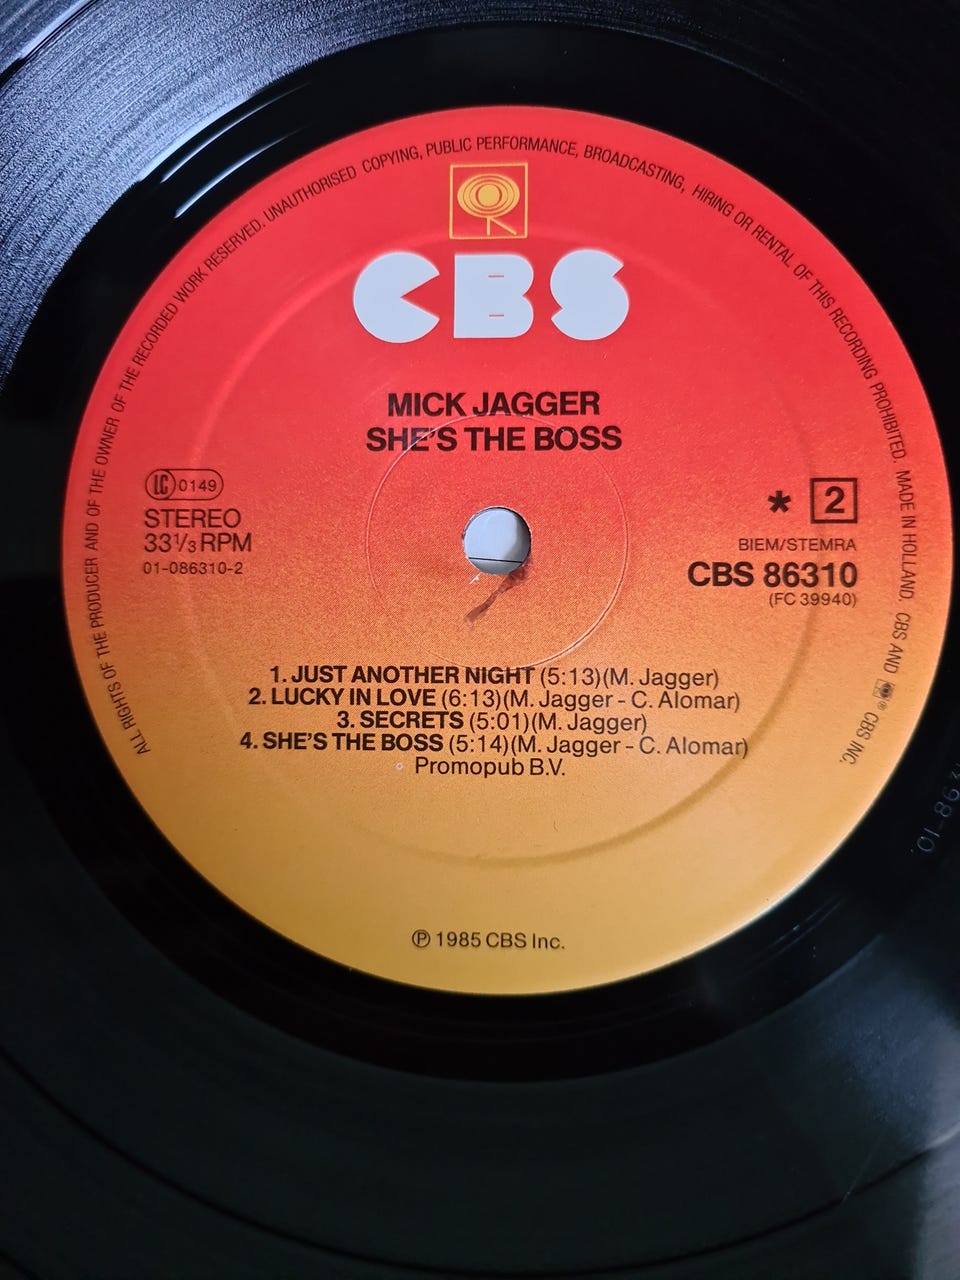 ALL RIGHTS OF THE PRODUCER AND OF THE OWNER OF THE RECORDED WORK RESERVED. UNAUTHORISED COPYING, PUBLIC PERFORMANCE, BROADCASTING, HIRING OR RENTAL OF THIS RECORDING PROHIBITED. MADE IN HOLLAND. CBS AND ® CBS INC.
CBS
MICK JAGGER
SHE'S THE BOSS
LC 0149
STEREO
33⅓ RPM
01-086310-2
* 2
BIEM/STEMRA
CBS 86310
(FC 39940)
1. JUST ANOTHER NIGHT (5:13)(M. Jagger)
2. LUCKY IN LOVE (6:13)(M. Jagger - C. Alomar)
3. SECRETS (5:01)(M. Jagger)
4. SHE'S THE BOSS (5:14)(M. Jagger - C. Alomar)
Promopub B.V.
℗ 1985 CBS Inc.